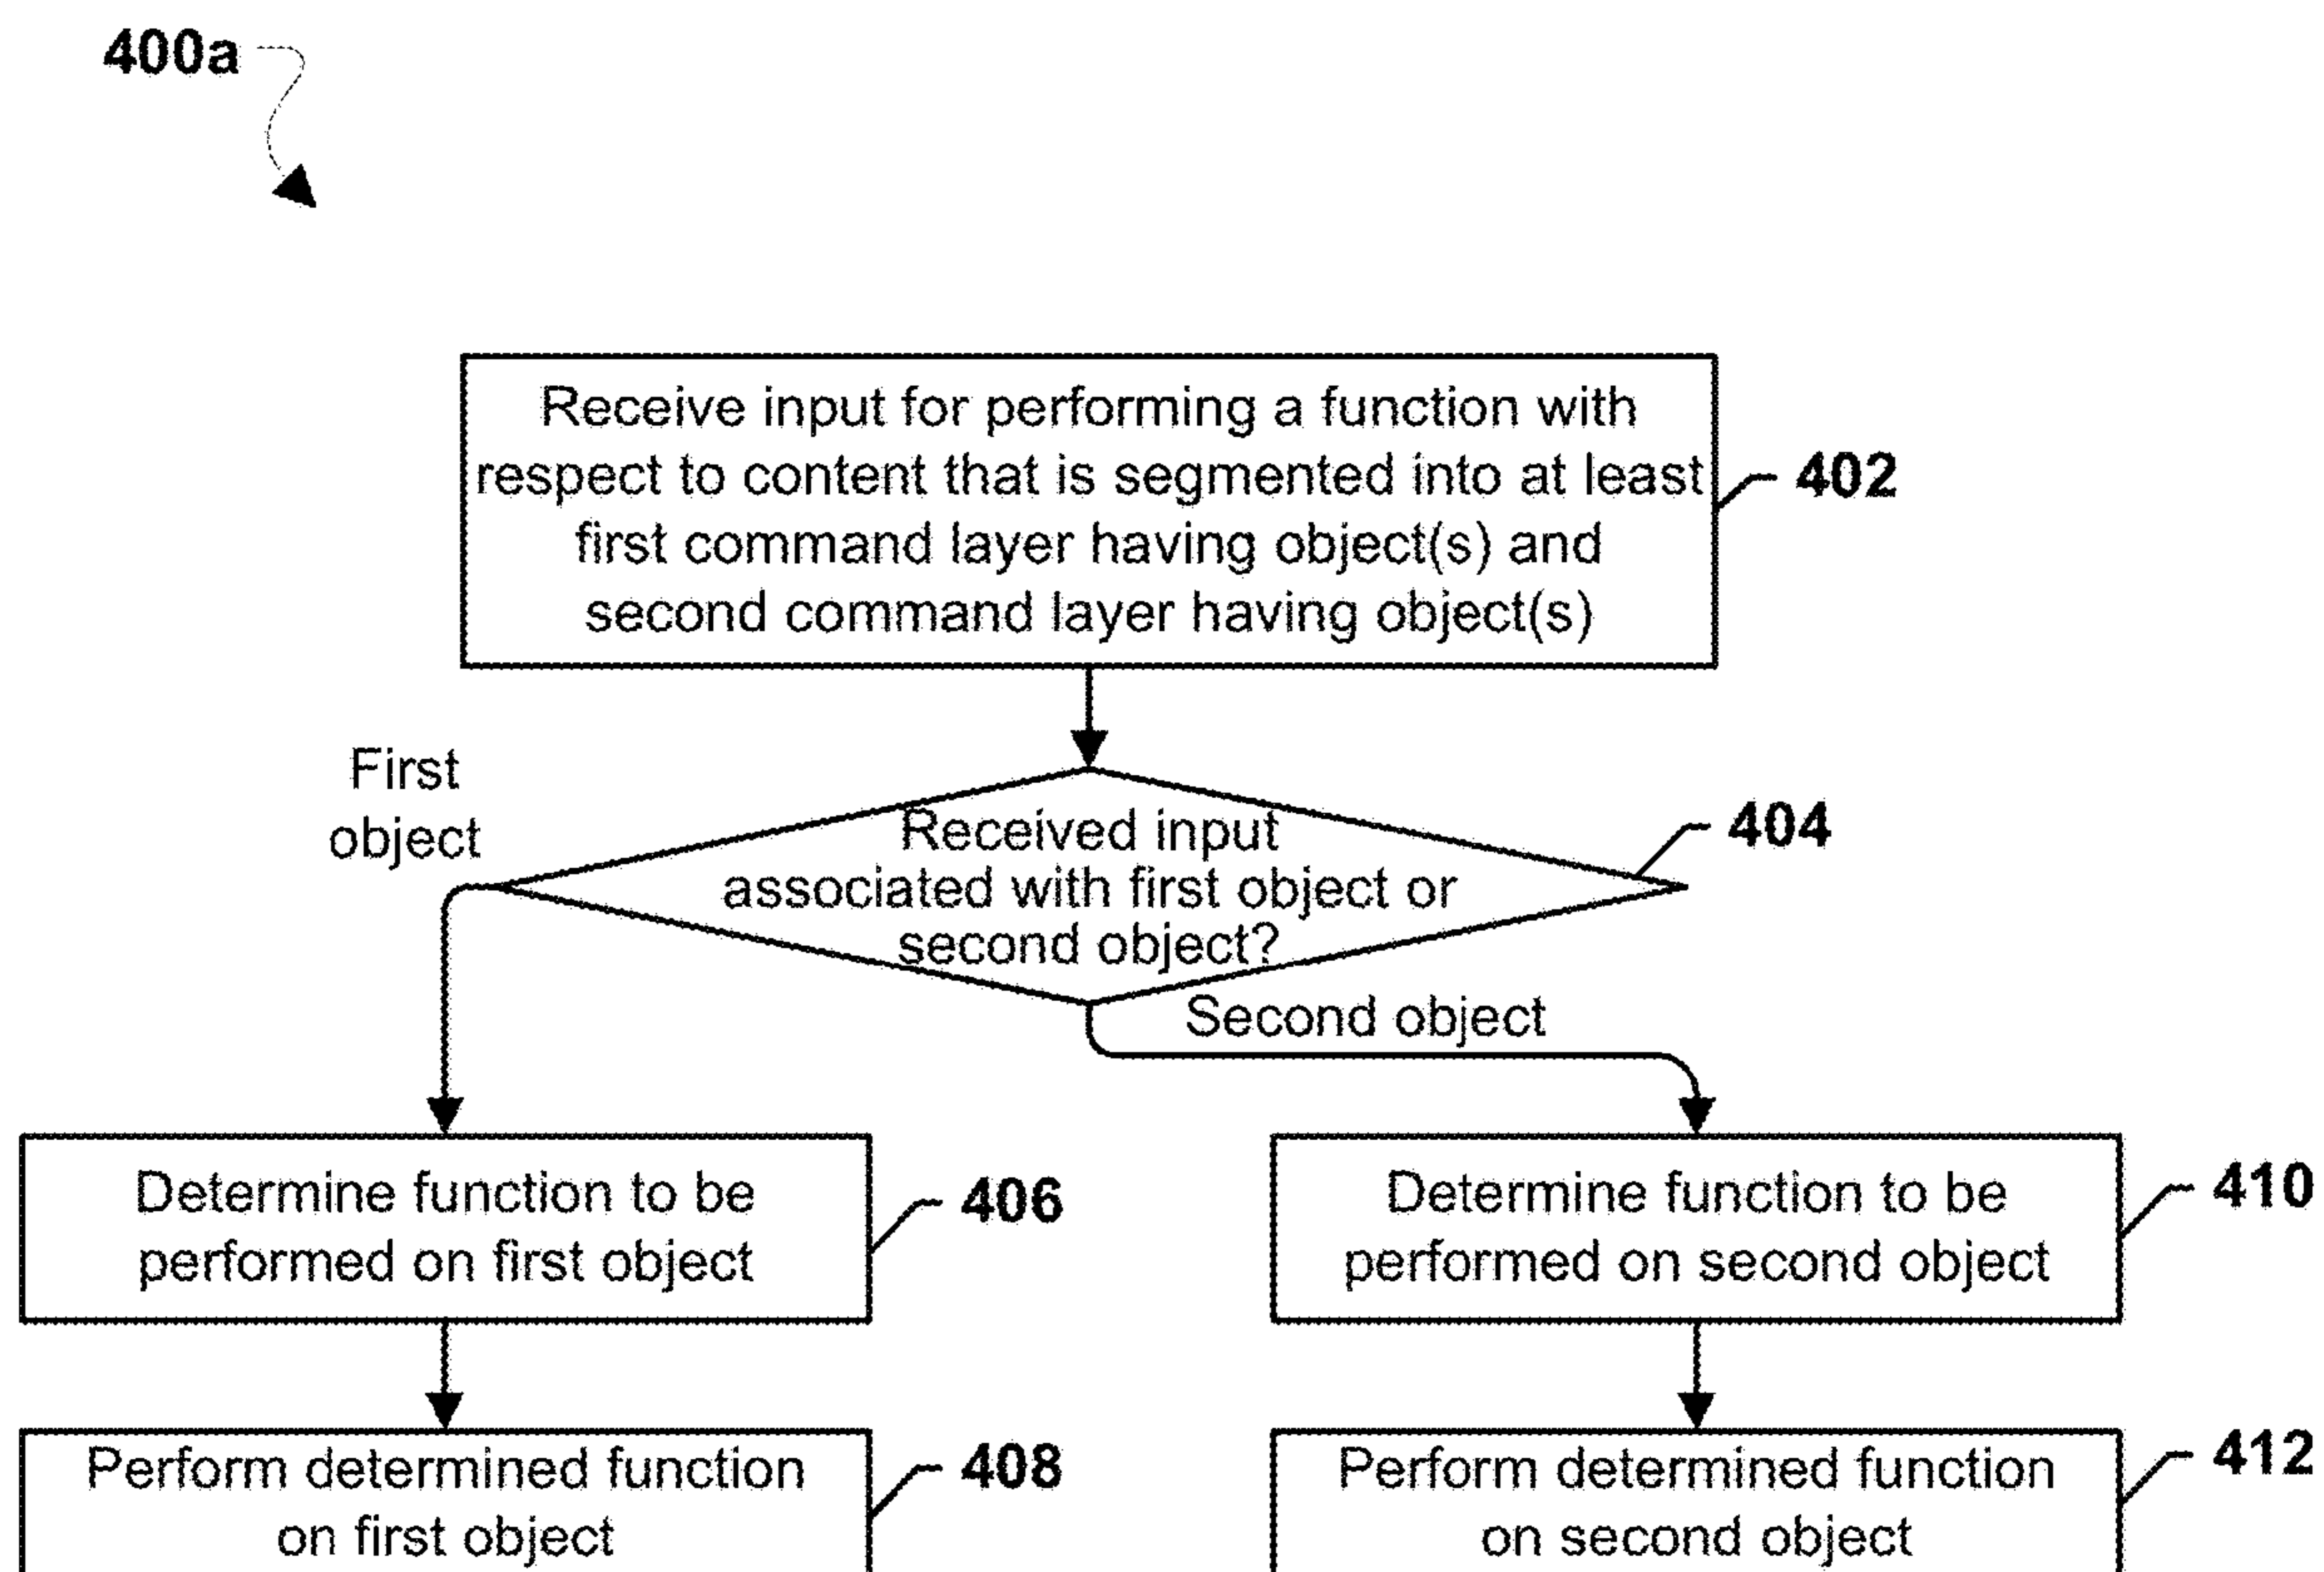 400a
Receive input for performing a function with
respect to content that is segmented into at least
first command layer having object(s) and
second command layer having object(s)
402
First
object
Received input
associated with first object or
second object?
404
Second object
Determine function to be
performed on first object
406
Determine function to be
performed on second object
410
Perform determined function
on first object
408
Perform determined function
on second object
412